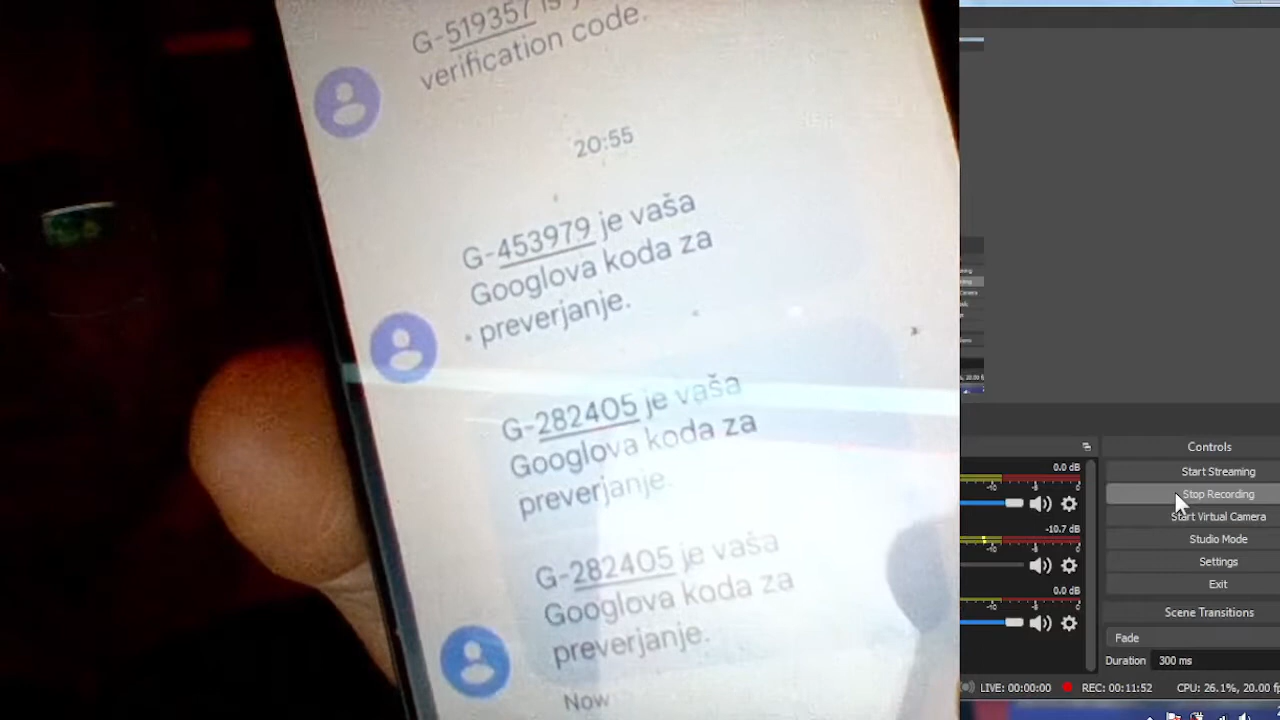 G-519357 is
verification code.
20:55
G-453979 je vaša
Googlova koda za
preverjanje.
G-282405 je vaša
Googlova koda za
preverjanje.
G-282405 je vaša
Googlova koda za
preverjanje.
Now
Controls
0.0 dB
Start Streaming
Stop Recording
-10.7 dB
Start Virtual Camera
Studio Mode
Settings
0.0 dB
Exit
Scene Transitions
Fade
Duration 300 ms
LIVE: 00:00:00 REC: 00:11:52 CPU: 26.1%, 20.00